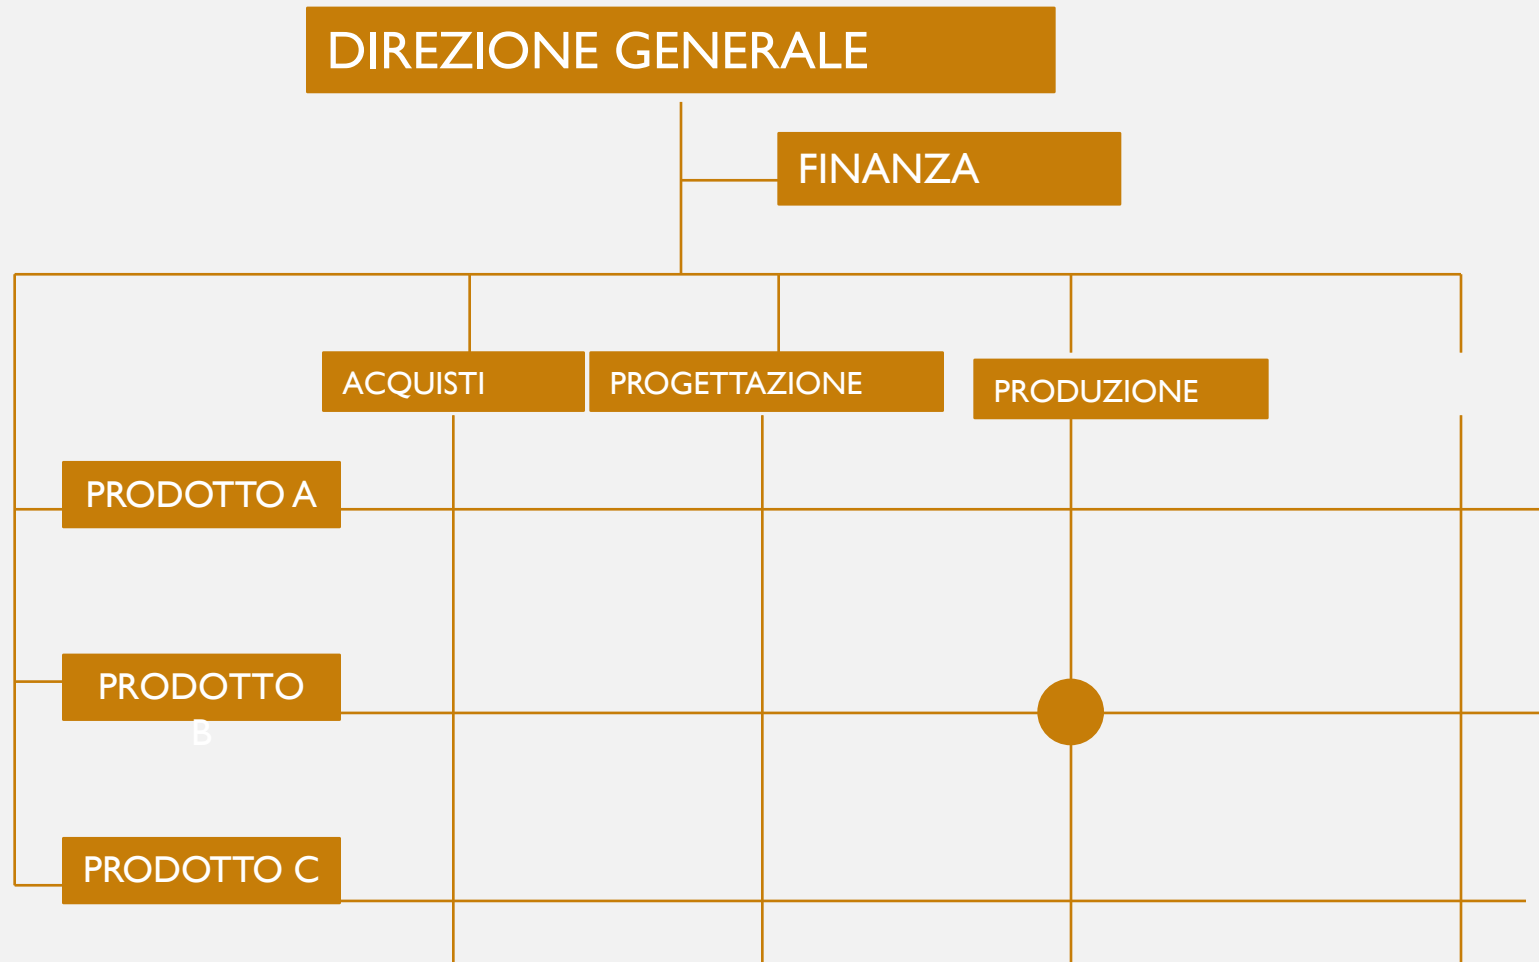 DIREZIONE GENERALE
FINANZA
ACQUISTI
PROGETTAZIONE
PRODUZIONE
PRODOTTO A
PRODOTTO
B
PRODOTTO C